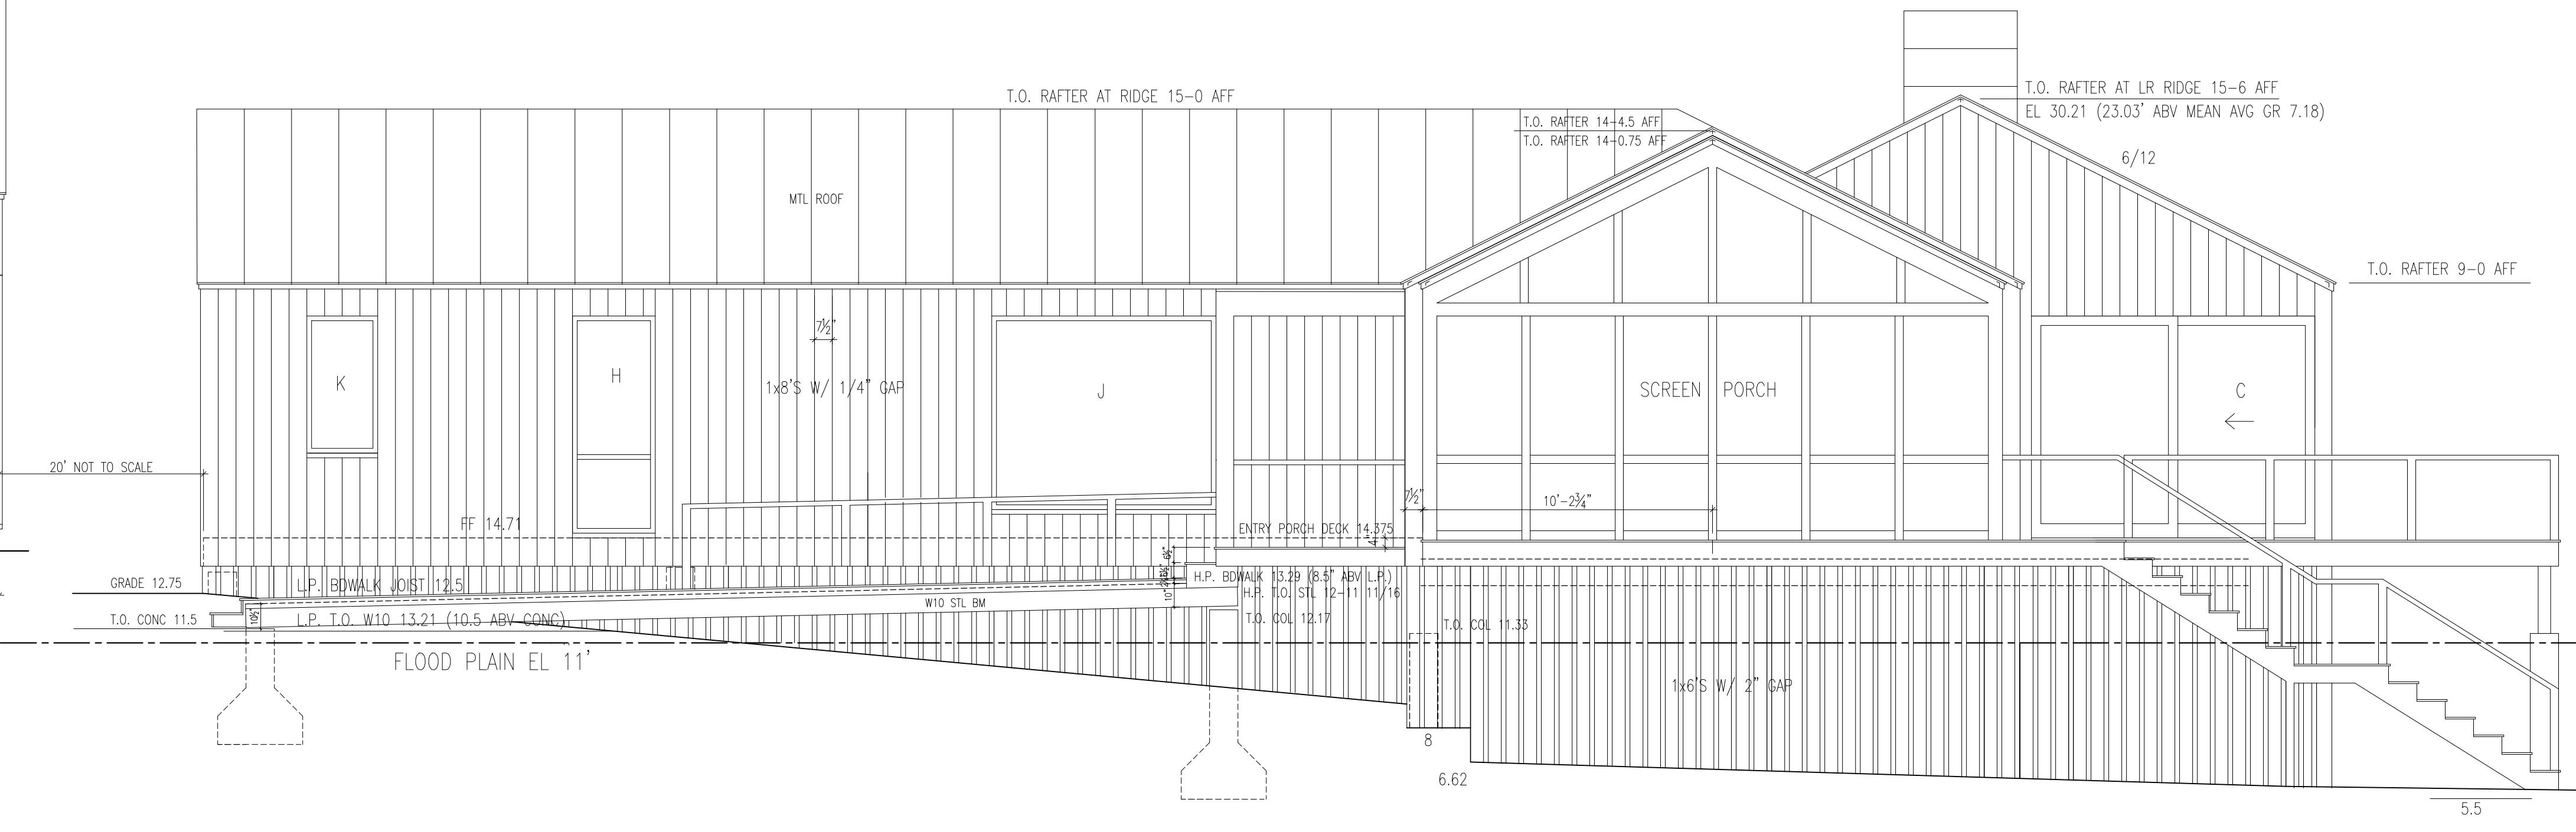 T.O. RAFTER AT RIDGE 15-0 AFF
T.O. RAFTER AT LR RIDGE 15-6 AFF
EL 30.21 (23.03' ABV MEAN AVG GR 7.18)
T.O. RAFTER 14-4.5 AFF
T.O. RAFTER 14-0.75 AFF
6/12
MTL ROOF
T.O. RAFTER 9-0 AFF
7½"
K
H
1x8'S W/ 1/4" GAP
J
SCREEN PORCH
C
20' NOT TO SCALE
7½"
10'-2¾"
FF 14.71
ENTRY PORCH DECK 14.375
4"
6½"
GRADE 12.75
L.P. BDWALK JOIST 12.5
H.P. BDWALK 13.29 (8.5" ABV L.P.)
10"
H.P. T.O. STL 12-11 11/16
W10 STL BM
T.O. CONC 11.5
10½"
L.P. T.O. W10 13.21 (10.5 ABV CONC)
T.O. COL 12.17
T.O. COL 11.33
FLOOD PLAIN EL 11'
1x6'S W/ 2" GAP
8
6.62
5.5